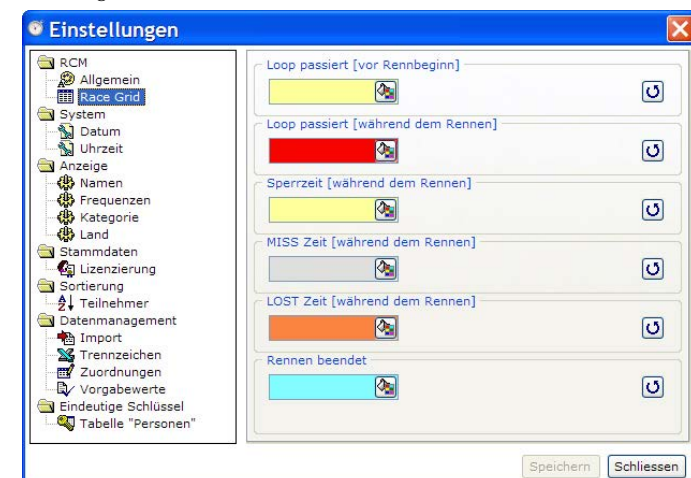 Einstellungen
RCM
Allgemein
Race Grid
System
Datum
Uhrzeit
Anzeige
Namen
Frequenzen
Kategorie
Land
Stammdaten
Lizenzierung
Sortierung
Teilnehmer
Datenmanagement
Import
Trennzeichen
Zuordnungen
Vorgabewerte
Eindeutige Schlüssel
Tabelle "Personen"
Loop passiert [vor Rennbeginn]
Loop passiert [während dem Rennen]
Sperrzeit [während dem Rennen]
MISS Zeit [während dem Rennen]
LOST Zeit [während dem Rennen]
Rennen beendet
Speichern
Schliessen